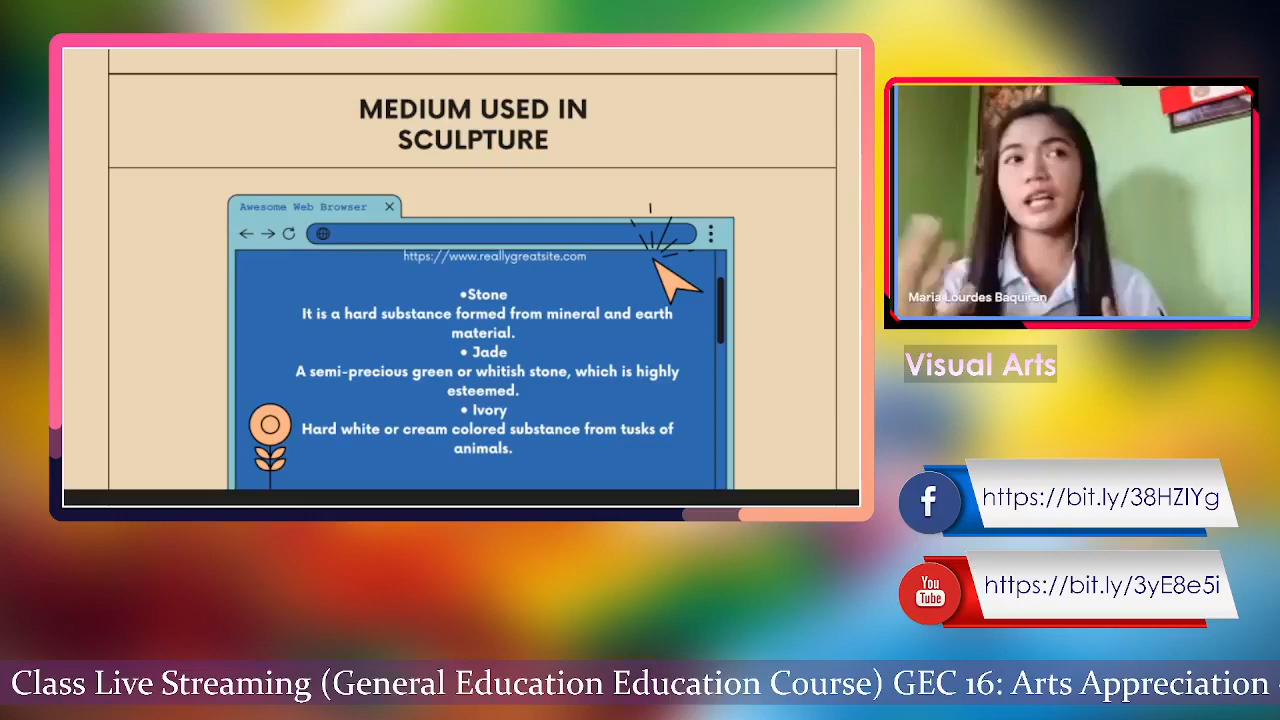 MEDIUM USED IN
SCULPTURE
Awesome Web Browser
https://www.reallygreatsite.com
•Stone
It is a hard substance formed from mineral and earth
material.
• Jade
A semi-precious green or whitish stone, which is highly
esteemed.
• Ivory
Hard white or cream colored substance from tusks of
animals.
Maria Lourdes Baquiran
Visual Arts
f
https://bit.ly/38HZIYg
You
Tube
https://bit.ly/3yE8e5i
Class Live Streaming (General Education Education Course) GEC 16: Arts Appreciation